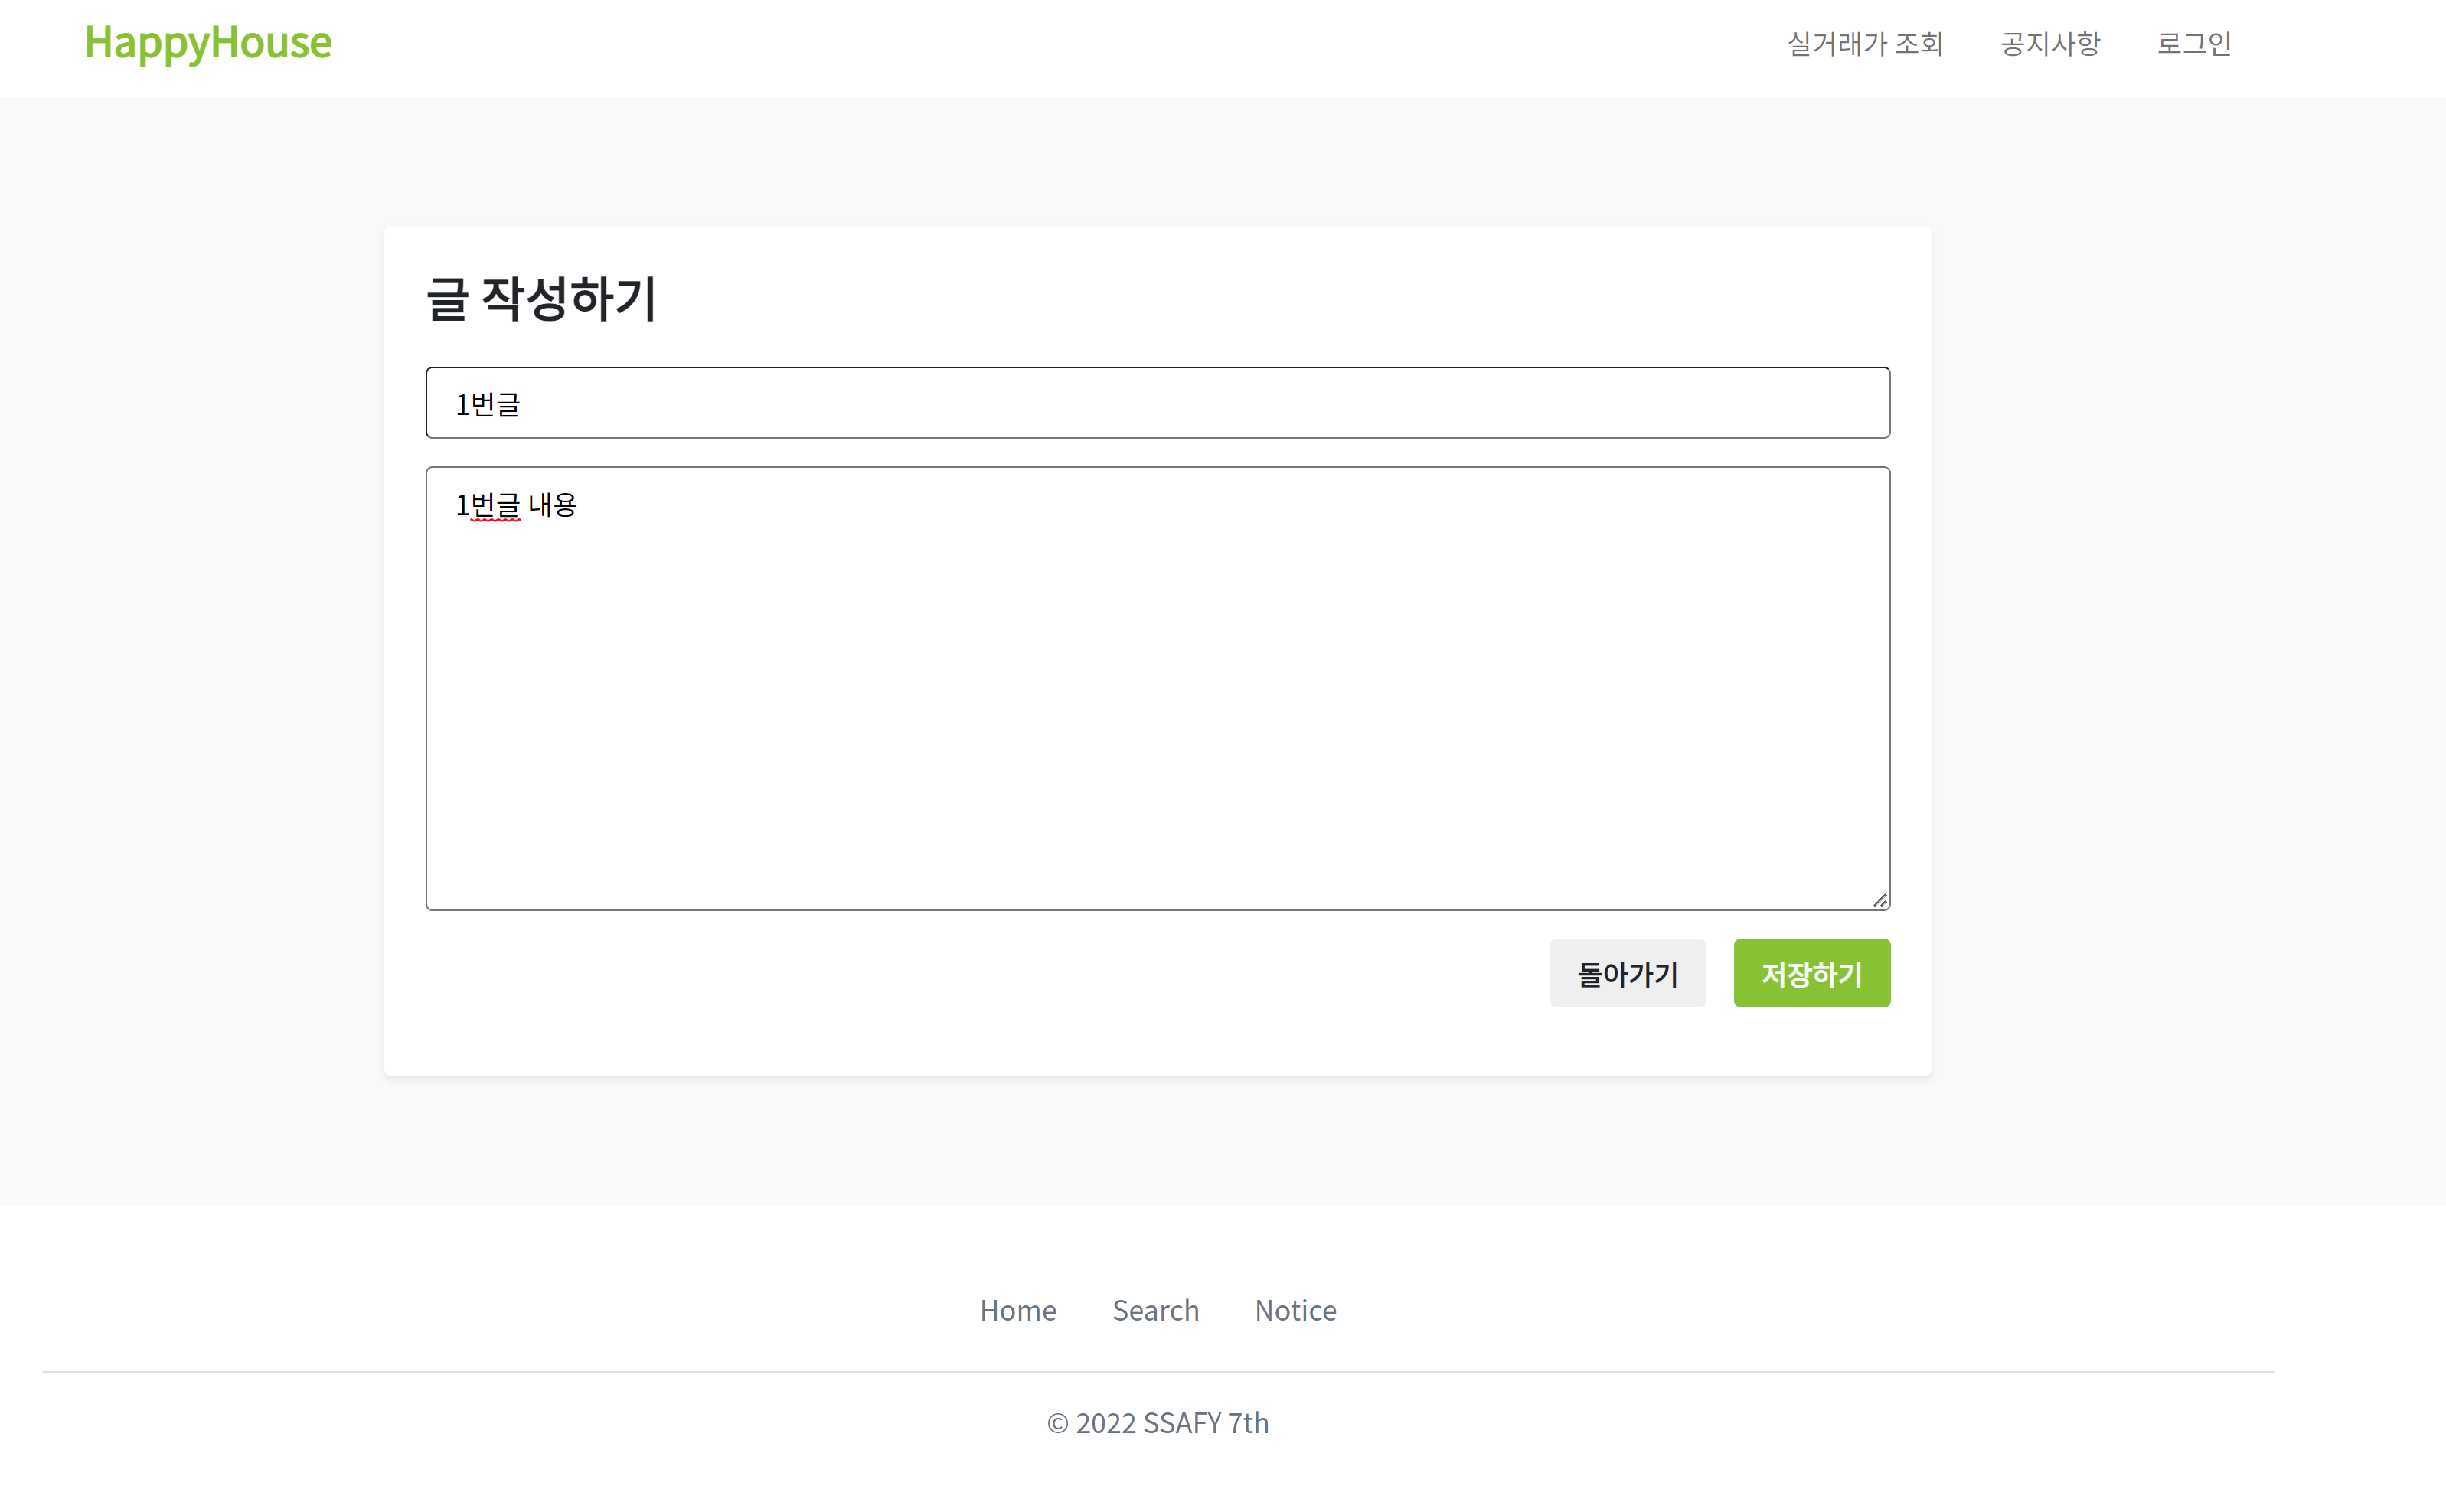 HappyHouse
실거래가 조회 공지사항 로그인
글 작성하기
1번글
1번글 내용
돌아가기 저장하기
Home Search Notice
© 2022 SSAFY 7th